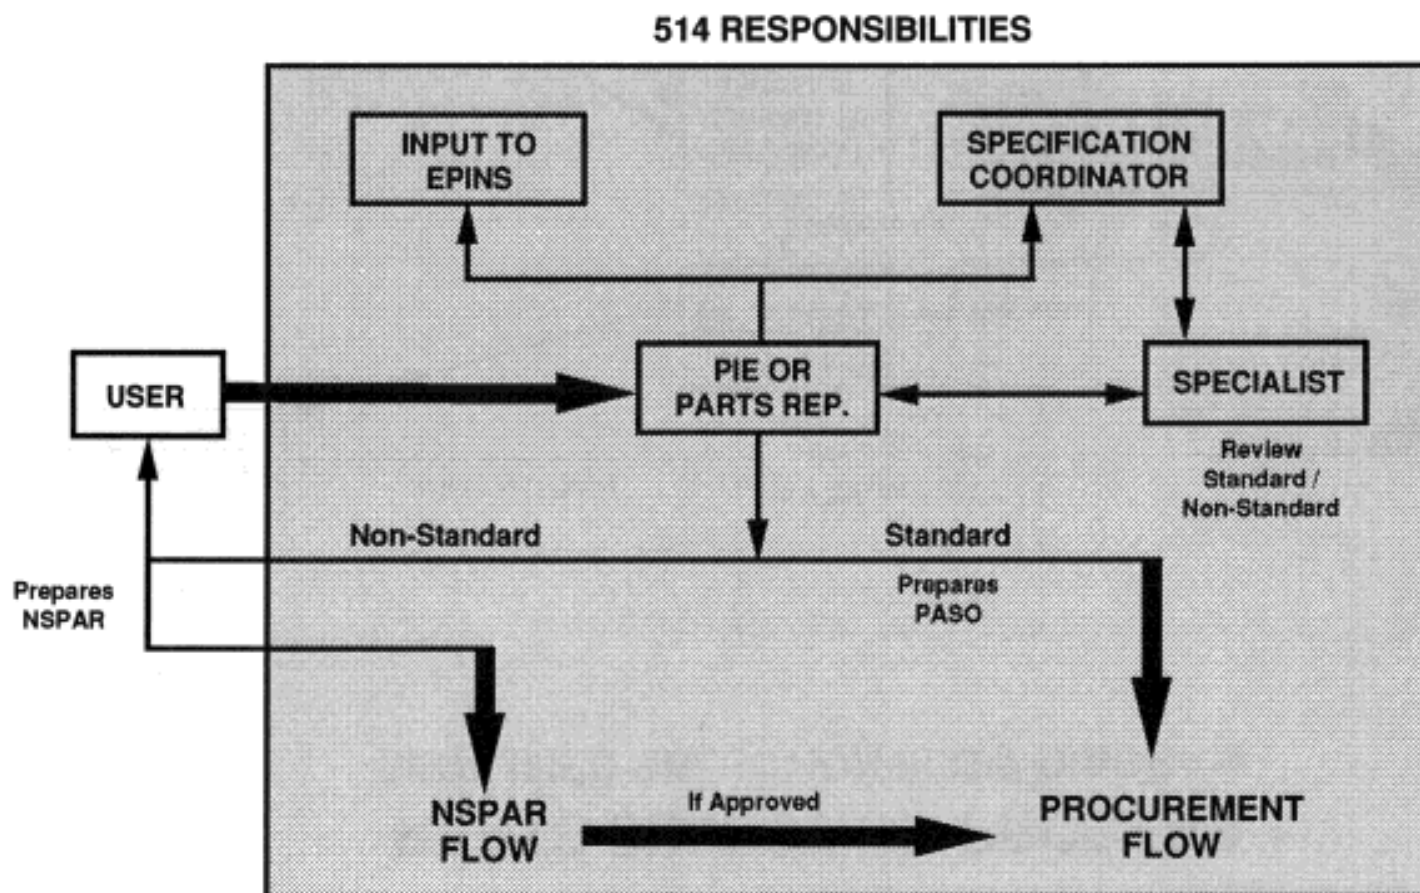 514 RESPONSIBILITIES
INPUT TO
EPINS
SPECIFICATION
COORDINATOR
USER
PIE OR
PARTS REP.
SPECIALIST
Review
Standard /
Non-Standard
Non-Standard
Standard
Prepares
NSPAR
Prepares
PASO
NSPAR
FLOW
If Approved
PROCUREMENT
FLOW